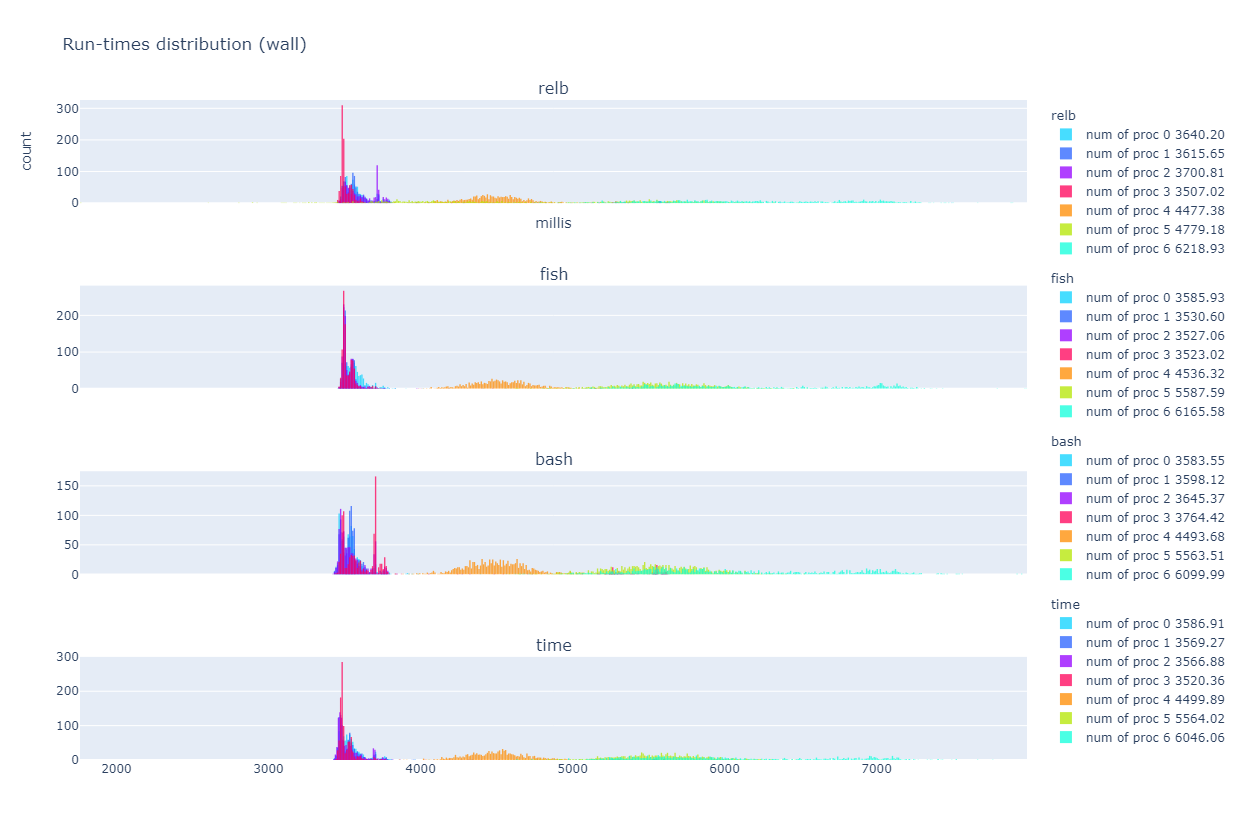 Run-times distribution (wall)
relb
300
200
100
0
count
millis
fish
200
100
0
bash
150
100
50
0
time
300
200
100
0
2000
3000
4000
5000
6000
7000
relb
num of proc 0 3640.20
num of proc 1 3615.65
num of proc 2 3700.81
num of proc 3 3507.02
num of proc 4 4477.38
num of proc 5 4779.18
num of proc 6 6218.93
fish
num of proc 0 3585.93
num of proc 1 3530.60
num of proc 2 3527.06
num of proc 3 3523.02
num of proc 4 4536.32
num of proc 5 5587.59
num of proc 6 6165.58
bash
num of proc 0 3583.55
num of proc 1 3598.12
num of proc 2 3645.37
num of proc 3 3764.42
num of proc 4 4493.68
num of proc 5 5563.51
num of proc 6 6099.99
time
num of proc 0 3586.91
num of proc 1 3569.27
num of proc 2 3566.88
num of proc 3 3520.36
num of proc 4 4499.89
num of proc 5 5564.02
num of proc 6 6046.06